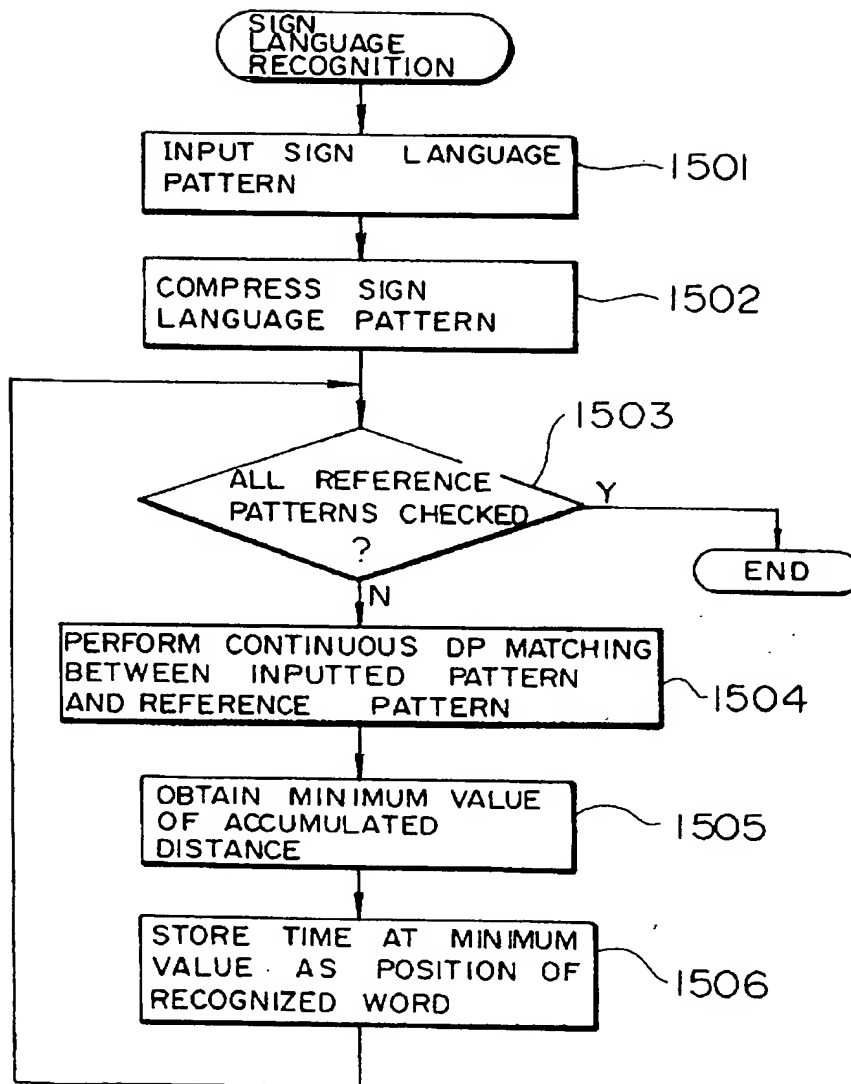 SIGN
LANGUAGE
RECOGNITION
INPUT SIGN LANGUAGE
PATTERN
1501
COMPRESS SIGN
LANGUAGE PATTERN
1502
1503
ALL REFERENCE
PATTERNS CHECKED
?
Y
END
N
PERFORM CONTINUOUS DP MATCHING
BETWEEN INPUTTED PATTERN
AND REFERENCE PATTERN
1504
OBTAIN MINIMUM VALUE
OF ACCUMULATED
DISTANCE
1505
STORE TIME AT MINIMUM
VALUE AS POSITION OF
RECOGNIZED WORD
1506